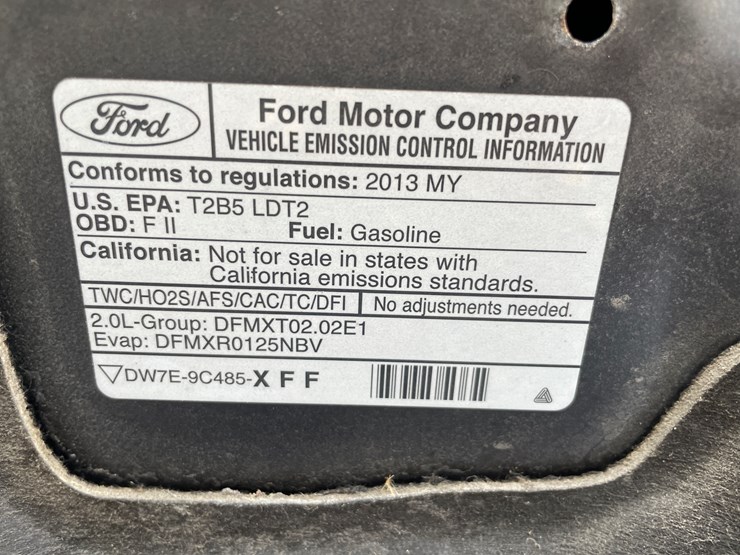 Ford
Ford Motor Company
VEHICLE EMISSION CONTROL INFORMATION
Conforms to regulations: 2013 MY
U.S. EPA: T2B5 LDT2
OBD: F II Fuel: Gasoline
California: Not for sale in states with
California emissions standards.
TWC/HO2S/AFS/CAC/TC/DFI No adjustments needed.
2.0L-Group: DFMXT02.02E1
Evap: DFMXR0125NBV
DW7E-9C485-X F F